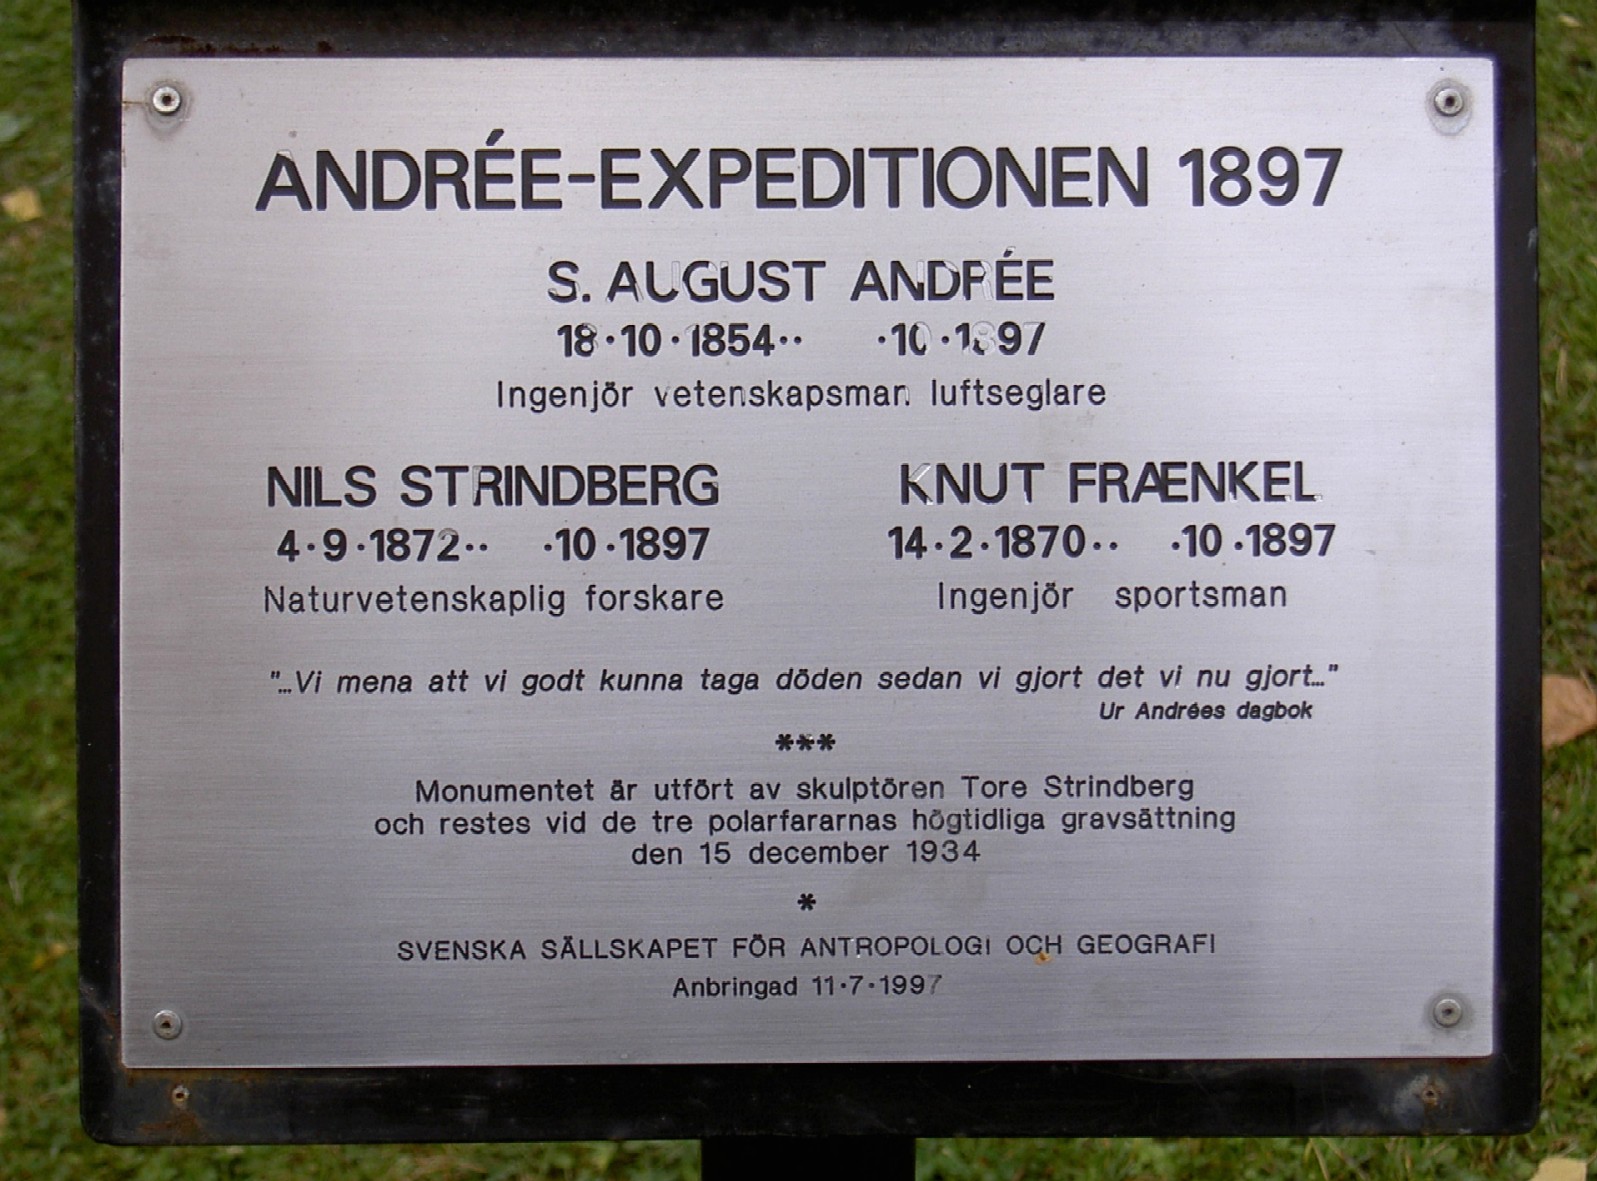 ANDRÉE-EXPEDITIONEN 1897
S. AUGUST ANDRÉE
18·10·1854·· ·10·1897
Ingenjör vetenskapsman luftseglare
NILS STRINDBERG
4·9·1872·· ·10·1897
Naturvetenskaplig forskare
KNUT FRÆNKEL
14·2·1870·· ·10·1897
Ingenjör sportsman
"...Vi mena att vi godt kunna taga döden sedan vi gjort det vi nu gjort..."
Ur Andrées dagbok
***
Monumentet är utfört av skulptören Tore Strindberg
och restes vid de tre polarfararnas högtidliga gravsättning
den 15 december 1934
*
SVENSKA SÄLLSKAPET FÖR ANTROPOLOGI OCH GEOGRAFI
Anbringad 11·7·1997